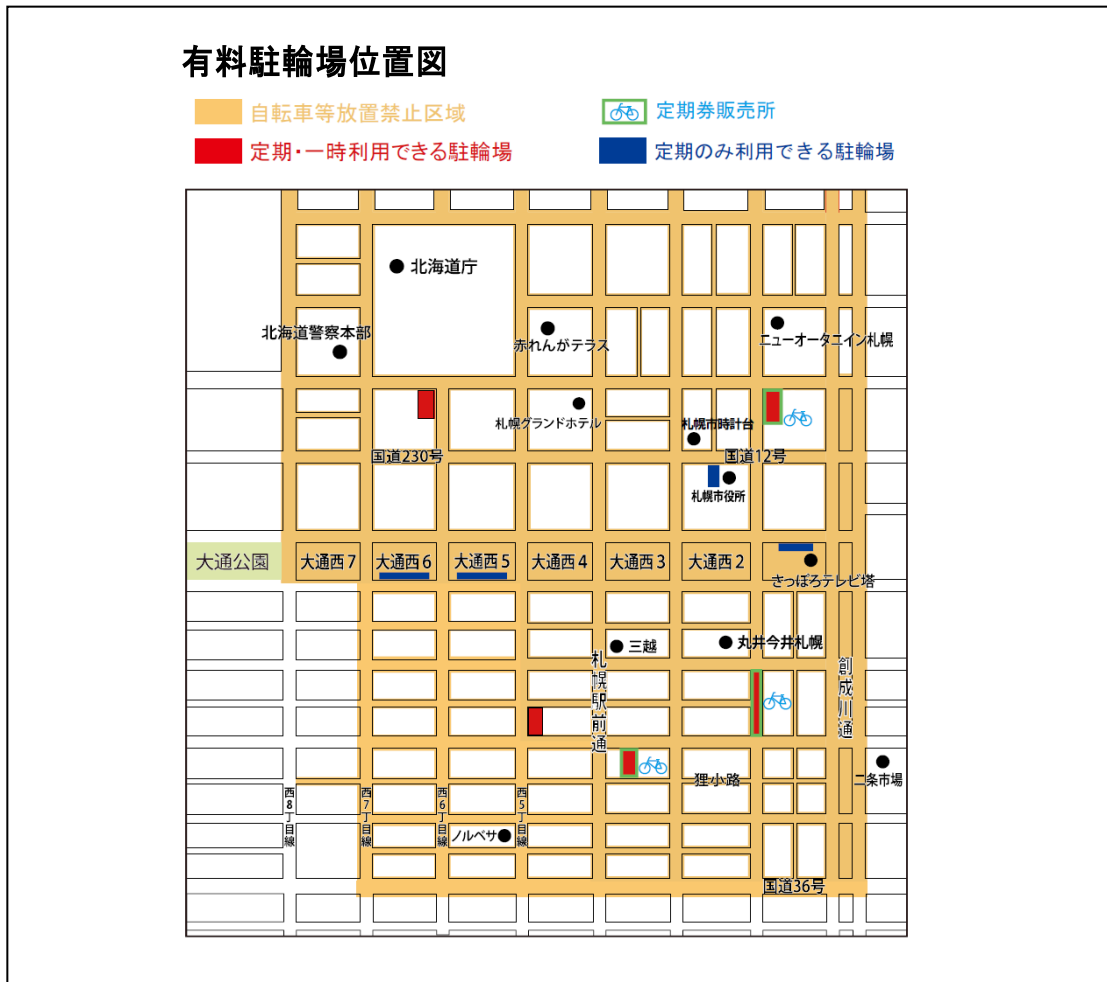 有料駐輪場位置図
自転車等放置禁止区域
定期券販売所
定期・一時利用できる駐輪場
定期のみ利用できる駐輪場
北海道庁
北海道警察本部
赤れんがテラス
ニューオータニイン札幌
札幌グランドホテル
札幌市時計台
国道230号
国道12号
札幌市役所
大通公園
大通西7
大通西6
大通西5
大通西4
大通西3
大通西2
さっぽろテレビ塔
三越
丸井今井札幌
札幌駅前通
創成川通
狸小路
二条市場
西8丁目線
西7丁目線
西6丁目線
西5丁目線
ノルベサ
国道36号